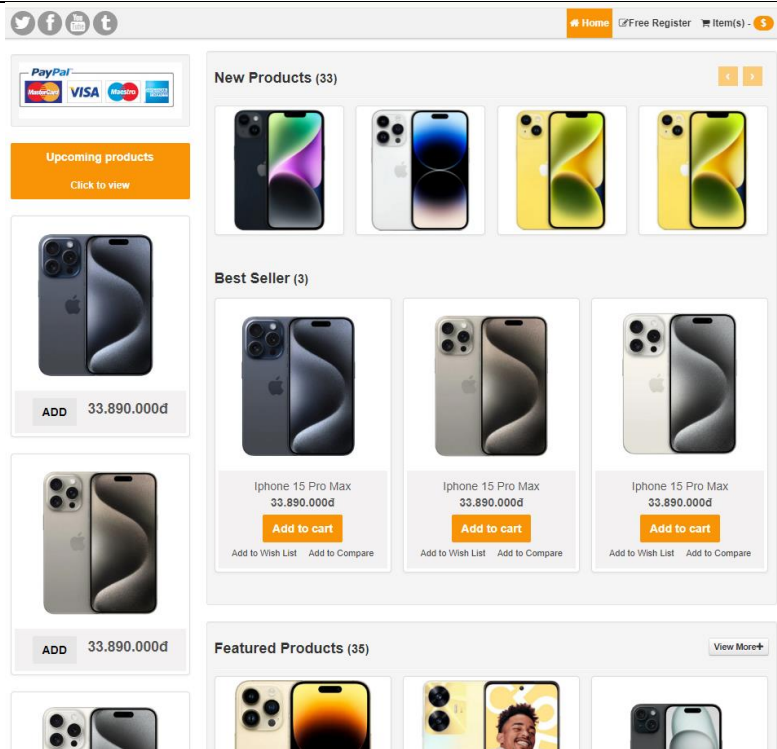 Home Free Register Item(s) - $
PayPal
MasterCard VISA Maestro
Upcoming products
Click to view
ADD 33.890.000đ
ADD 33.890.000đ
New Products (33)
Best Seller (3)
Iphone 15 Pro Max
33.890.000đ
Add to cart
Add to Wish List Add to Compare
Iphone 15 Pro Max
33.890.000đ
Add to cart
Add to Wish List Add to Compare
Iphone 15 Pro Max
33.890.000đ
Add to cart
Add to Wish List Add to Compare
Featured Products (35)
View More+